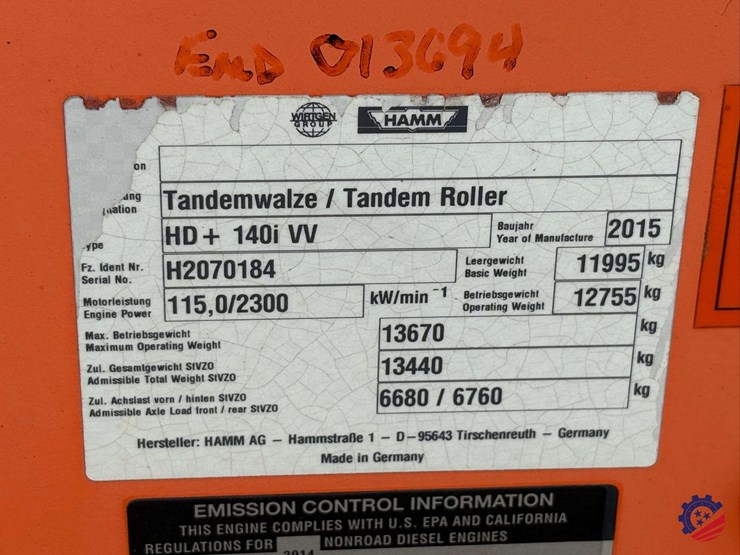 EMD 013694
WIRTGEN GROUP
HAMM
Tandemwalze / Tandem Roller
HD+ 140i VV
Baujahr
Year of Manufacture
2015
Fz. Ident Nr.
Serial No.
H2070184
Leergewicht
Basic Weight
11995 kg
Motorleistung
Engine Power
115,0/2300
kW/min -1
Betriebsgewicht
Operating Weight
12755 kg
Max. Betriebsgewicht
Maximum Operating Weight
13670
kg
Zul. Gesamtgewicht StVZO
Admissible Total Weight StVZO
13440
kg
Zul. Achslast vorn / hinten StVZO
Admissible Axle Load front / rear StVZO
6680 / 6760
kg
Hersteller: HAMM AG – Hammstraße 1 – D–95643 Tirschenreuth – Germany
Made in Germany
EMISSION CONTROL INFORMATION
THIS ENGINE COMPLIES WITH U.S. EPA AND CALIFORNIA
REGULATIONS FOR 2014 NONROAD DIESEL ENGINES